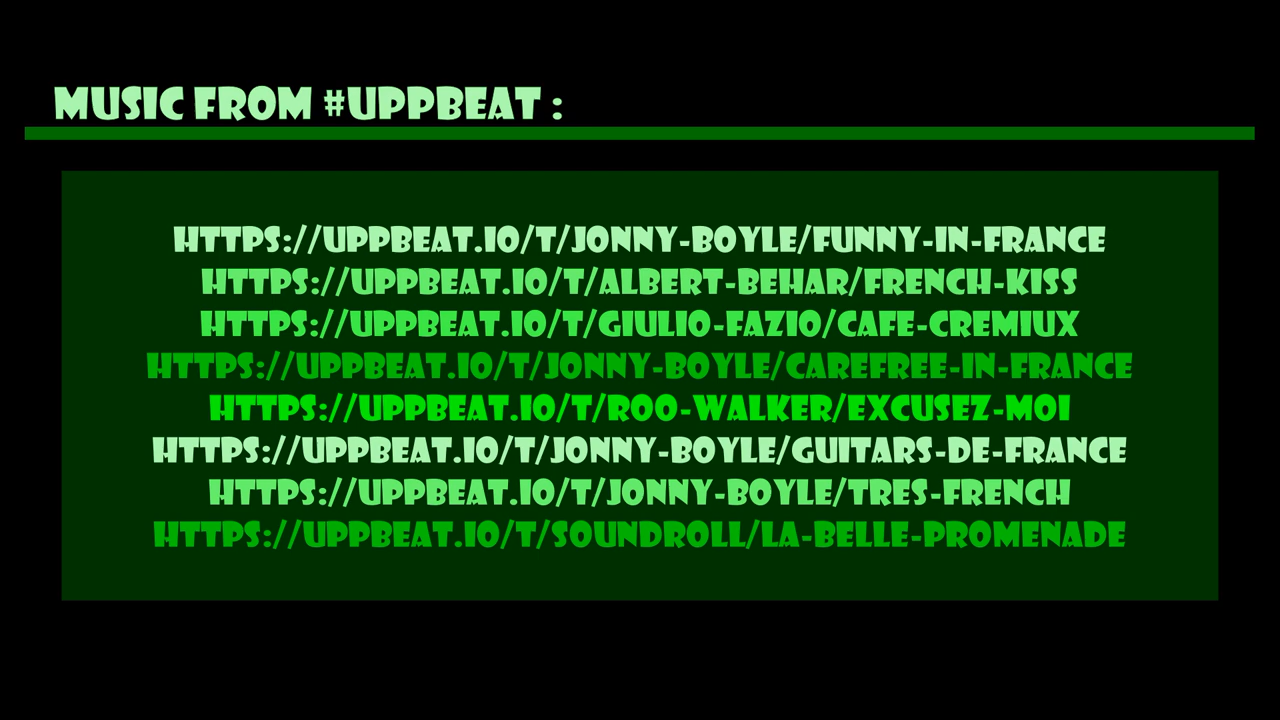 MUSIC FROM #UPPBEAT :
HTTPS://UPPBEAT.IO/T/JONNY-BOYLE/FUNNY-IN-FRANCE
HTTPS://UPPBEAT.IO/T/ALBERT-BEHAR/FRENCH-KISS
HTTPS://UPPBEAT.IO/T/GIULIO-FAZIO/CAFE-CREMIUX
HTTPS://UPPBEAT.IO/T/JONNY-BOYLE/CAREFREE-IN-FRANCE
HTTPS://UPPBEAT.IO/T/ROO-WALKER/EXCUSEZ-MOI
HTTPS://UPPBEAT.IO/T/JONNY-BOYLE/GUITARS-DE-FRANCE
HTTPS://UPPBEAT.IO/T/JONNY-BOYLE/TRES-FRENCH
HTTPS://UPPBEAT.IO/T/SOUNDROLL/LA-BELLE-PROMENADE